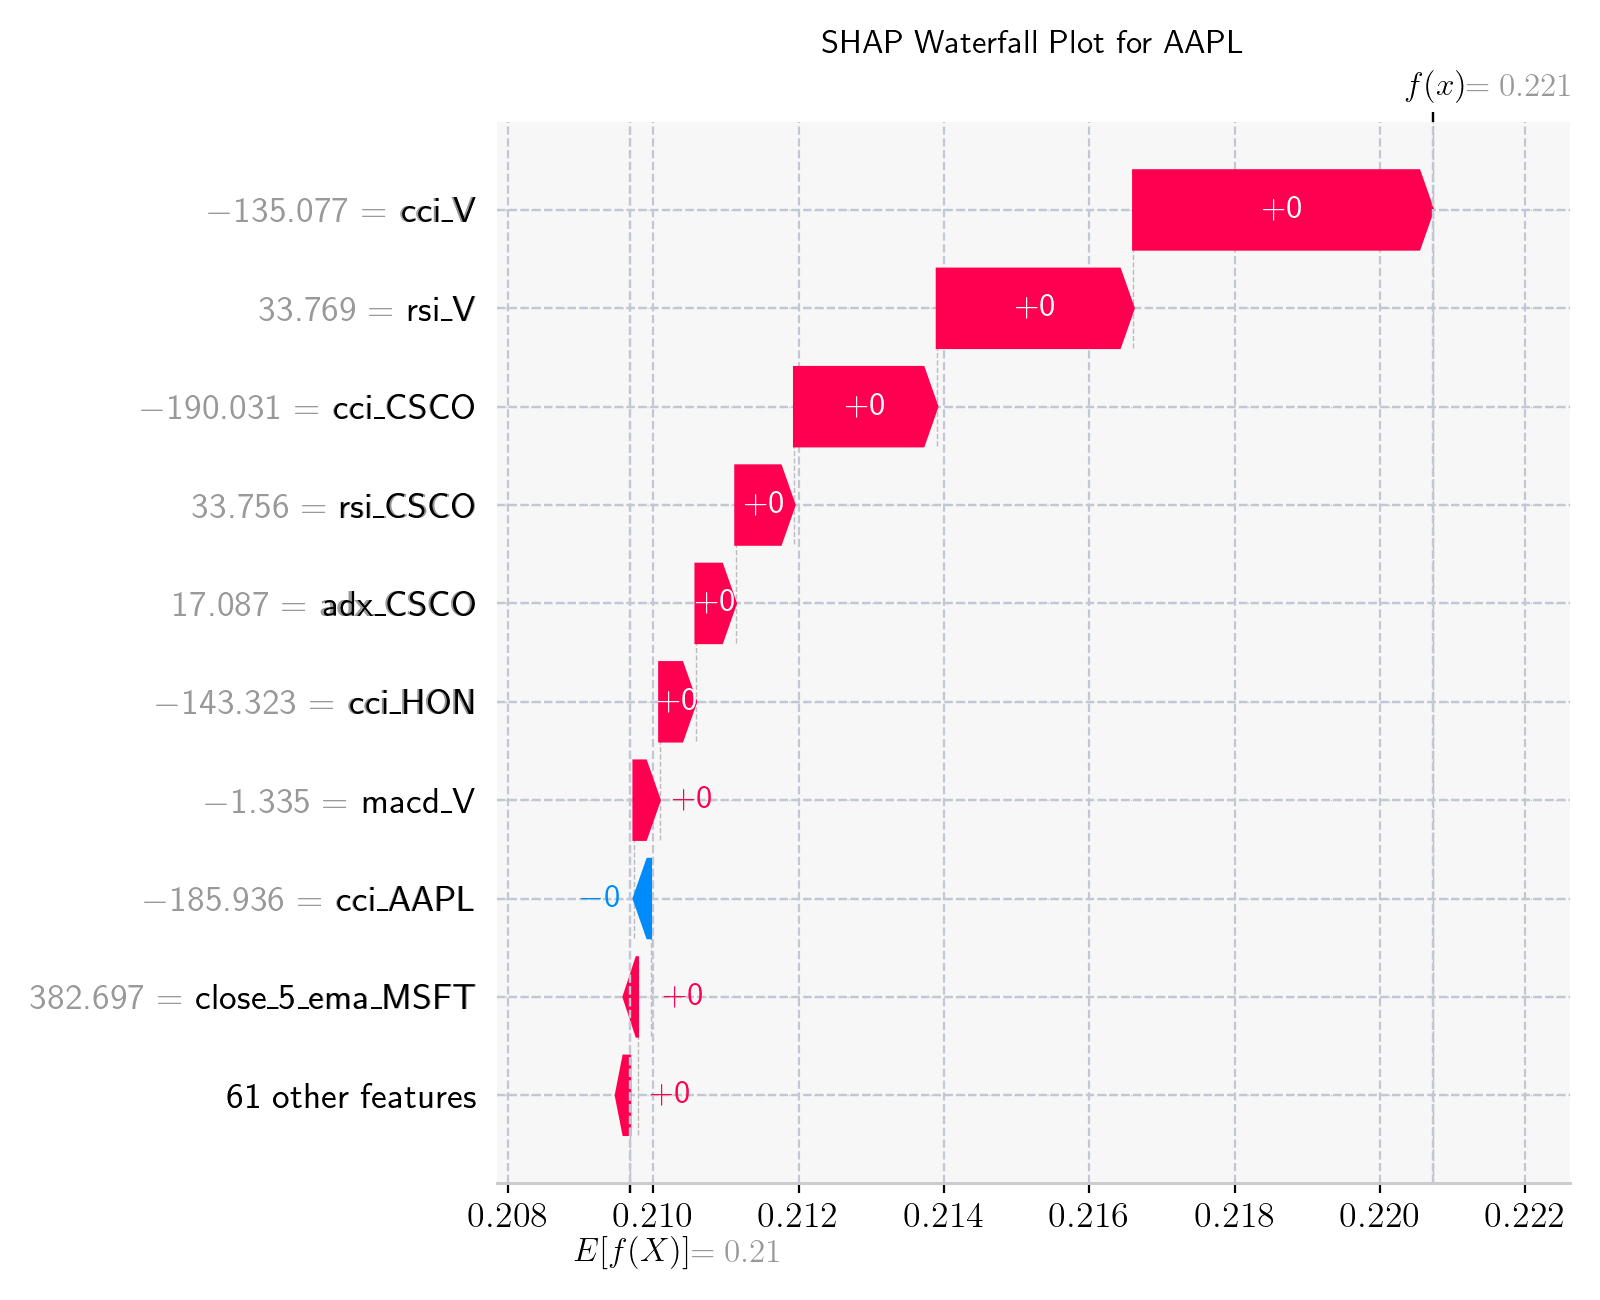 SHAP Waterfall Plot for AAPL
f(x) = 0.221
−135.077 = cci_V
+0
33.769 = rsi_V
+0
−190.031 = cci_CSCO
+0
33.756 = rsi_CSCO
+0
17.087 = adx_CSCO
+0
−143.323 = cci_HON
+0
−1.335 = macd_V
+0
−185.936 = cci_AAPL
−0
382.697 = close_5_ema_MSFT
+0
61 other features
+0
0.208 0.210 0.212 0.214 0.216 0.218 0.220 0.222
E[f(X)] = 0.21